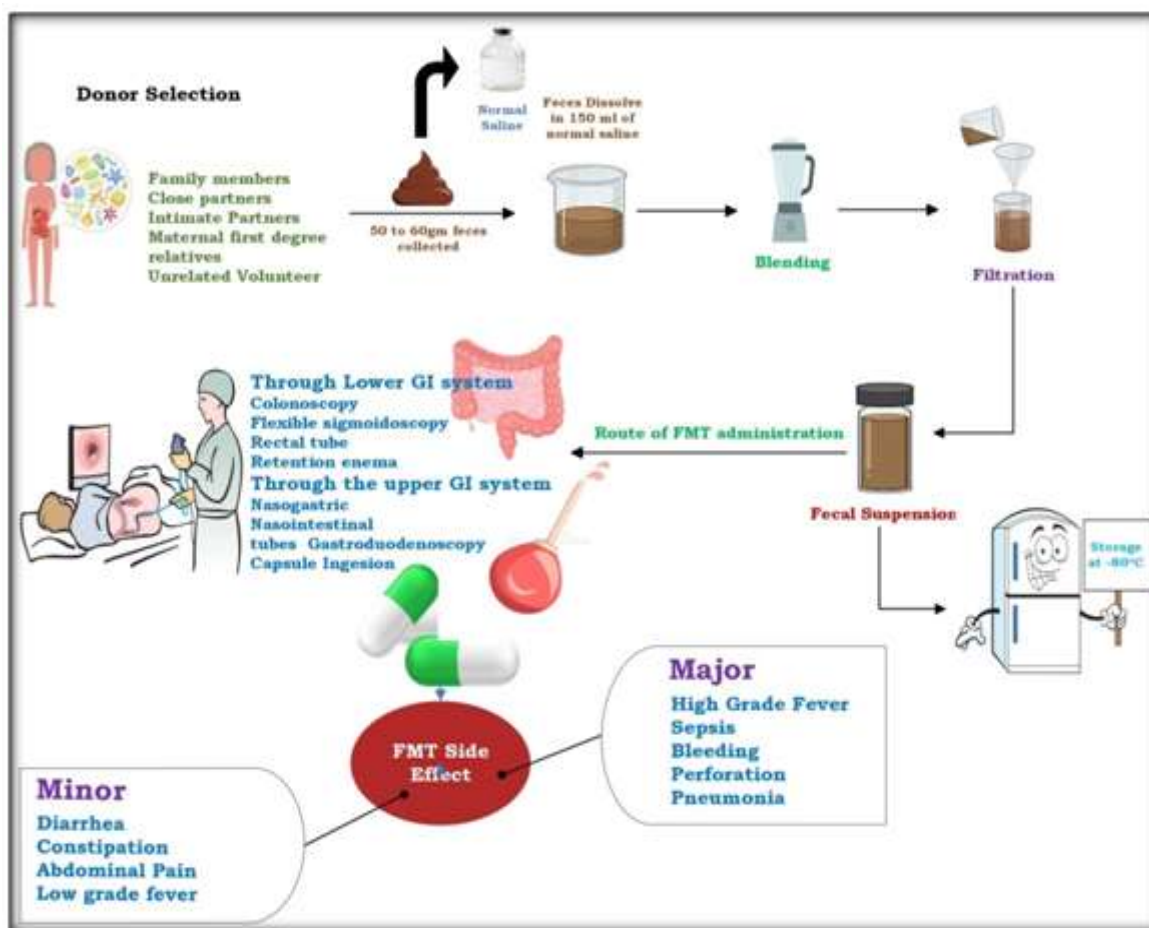 Donor Selection
Family members
Close partners
Intimate Partners
Maternal first degree
relatives
Unrelated Volunteer
Normal
Saline
50 to 60gm feces
collected
Feces Dissolve
in 150 ml of
normal saline
Blending
Filtration
Fecal Suspension
Storage
at -80°C
Route of FMT administration
Through Lower GI system
Colonoscopy
Flexible sigmoidoscopy
Rectal tube
Retention enema
Through the upper GI system
Nasogastric
Nasointestinal
tubes Gastroduodenoscopy
Capsule Ingesion
FMT Side
Effect
Major
High Grade Fever
Sepsis
Bleeding
Perforation
Pneumonia
Minor
Diarrhea
Constipation
Abdominal Pain
Low grade fever